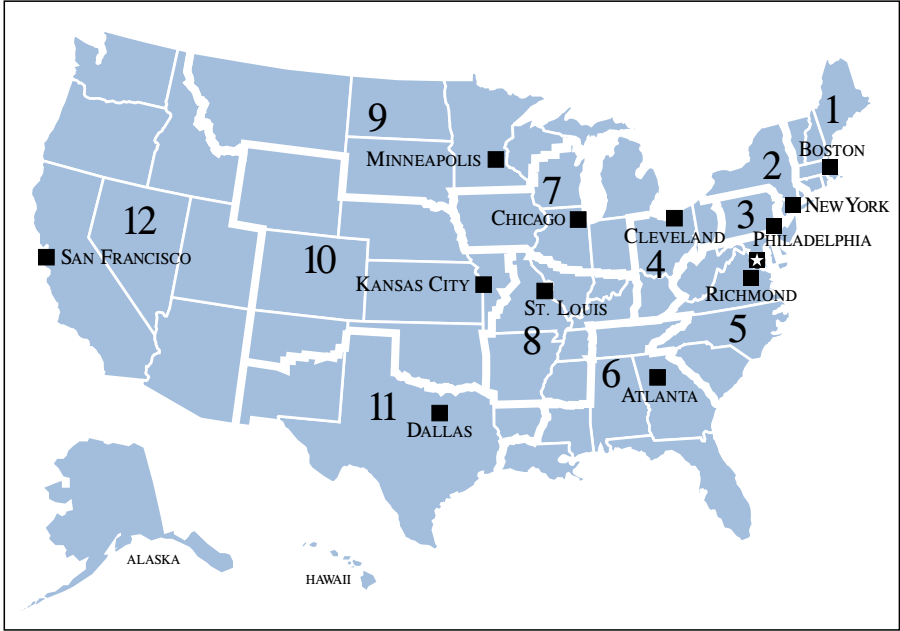 1
BOSTON
9
MINNEAPOLIS
2
7
NEW YORK
3
CHICAGO
12
CLEVELAND
PHILADELPHIA
SAN FRANCISCO
10
4
KANSAS CITY
RICHMOND
ST. LOUIS
5
8
6
ATLANTA
11
DALLAS
ALASKA
HAWAII